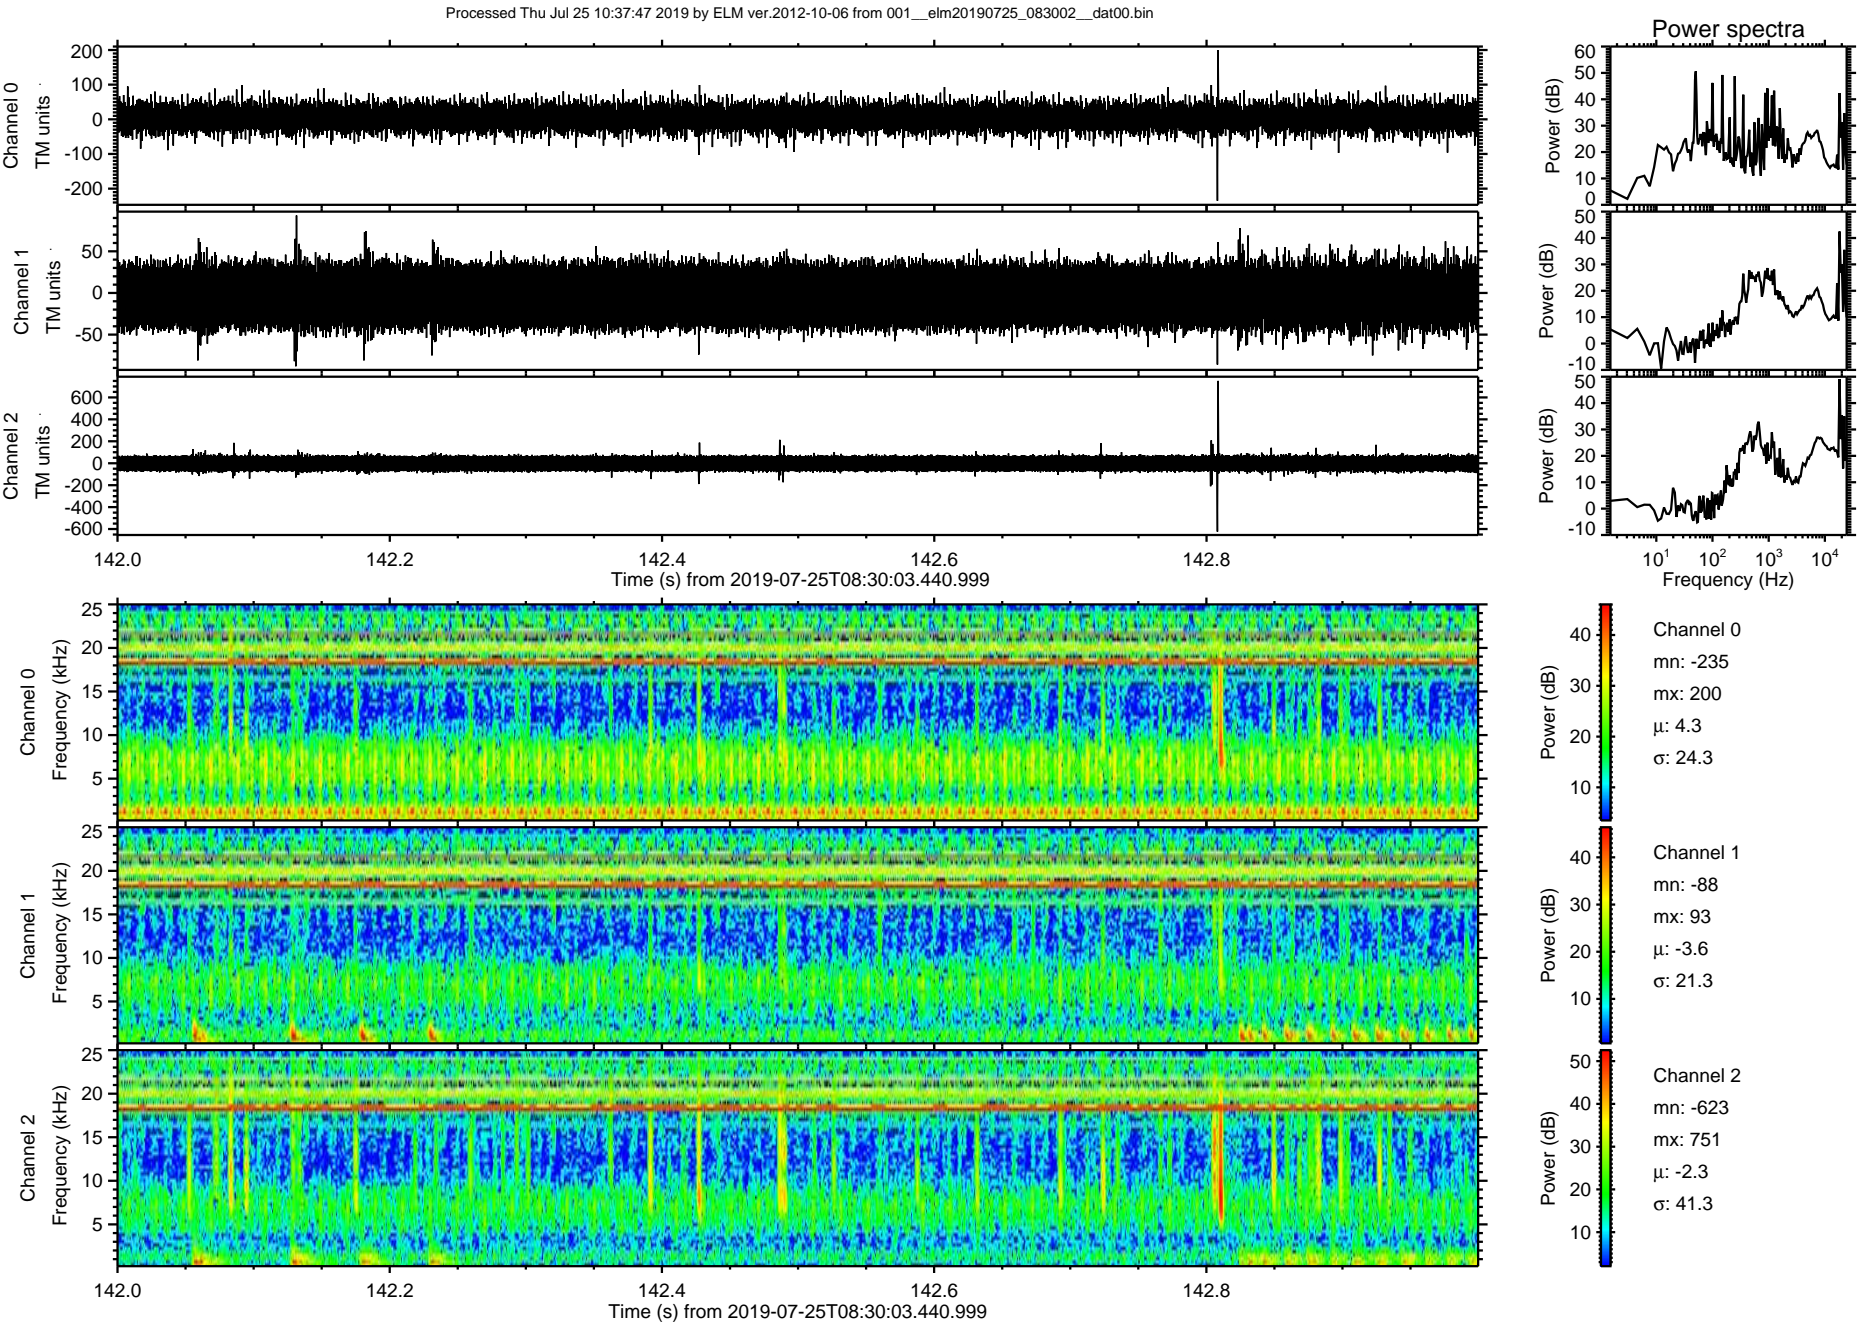 Processed Thu Jul 25 10:37:47 2019 by ELM ver.2012-10-06 from 001__elm20190725_083002__dat00.bin
Power spectra
Channel 0
TM units
200
100
0
-100
-200
Power (dB)
60
50
40
30
20
10
0
Channel 1
TM units
50
0
-50
Power (dB)
50
40
30
20
10
0
-10
Channel 2
TM units
600
400
200
0
-200
-400
-600
Power (dB)
50
40
30
20
10
0
-10
142.0 142.2 142.4 142.6 142.8
Time (s) from 2019-07-25T08:30:03.440.999
10¹ 10² 10³ 10⁴
Frequency (Hz)
Channel 0
Frequency (kHz)
25
20
15
10
5
Power (dB)
40
30
20
10
Channel 0
mn: -235
mx: 200
μ: 4.3
σ: 24.3
Channel 1
Frequency (kHz)
25
20
15
10
5
Power (dB)
40
30
20
10
Channel 1
mn: -88
mx: 93
μ: -3.6
σ: 21.3
Channel 2
Frequency (kHz)
25
20
15
10
5
Power (dB)
50
40
30
20
10
Channel 2
mn: -623
mx: 751
μ: -2.3
σ: 41.3
142.0 142.2 142.4 142.6 142.8
Time (s) from 2019-07-25T08:30:03.440.999